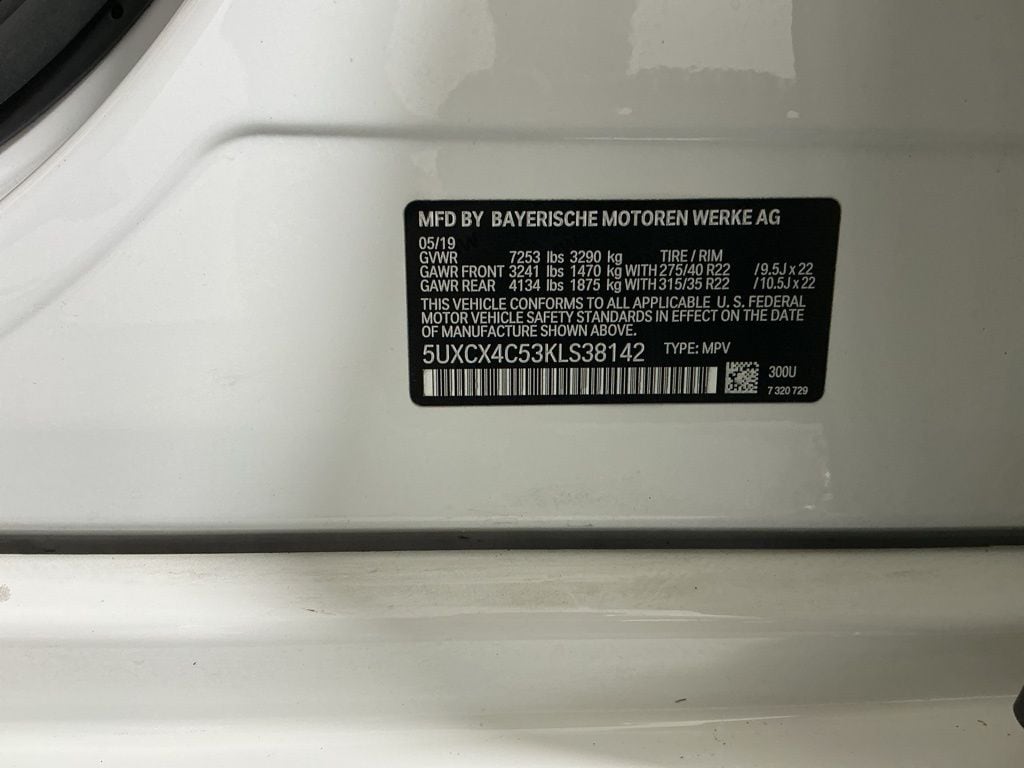 MFD BY BAYERISCHE MOTOREN WERKE AG
05/19
GVWR 7253 lbs 3290 kg TIRE / RIM
GAWR FRONT 3241 lbs 1470 kg WITH 275/40 R22 / 9.5J x 22
GAWR REAR 4134 lbs 1875 kg WITH 315/35 R22 / 10.5J x 22
THIS VEHICLE CONFORMS TO ALL APPLICABLE U. S. FEDERAL
MOTOR VEHICLE SAFETY STANDARDS IN EFFECT ON THE DATE
OF MANUFACTURE SHOWN ABOVE.
5UXCX4C53KLS38142 TYPE: MPV
300U
7 320 729